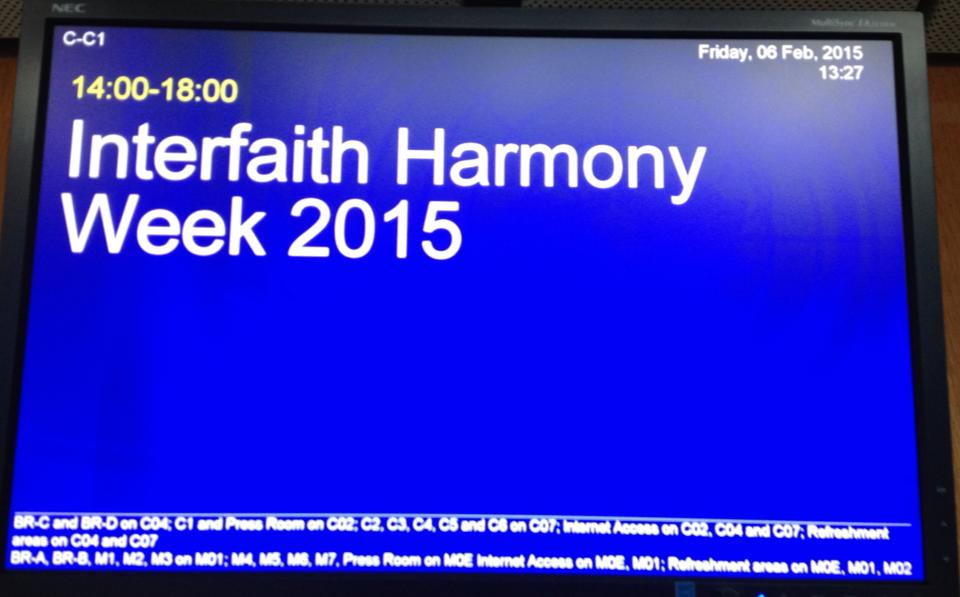 NEC
C-C1
Friday, 06 Feb, 2015
13:27
14:00-18:00
Interfaith Harmony
Week 2015
BR-C and BR-D on C04; C1 and Press Room on C02; C2, C3, C4, C5 and C6 on C07; Internet Access on C02, C04 and C07; Refreshment
areas on C04 and C07
BR-A, BR-B, M1, M2, M3 on M01; M4, M5, M6, M7, Press Room on M0E Internet Access on M0E, M01; Refreshment areas on M0E, M01, M02
MultiSync